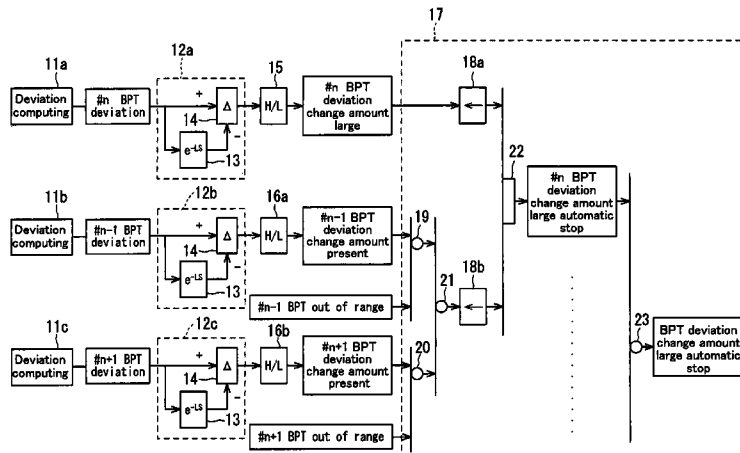 17
11a
Deviation
computing
#n BPT
deviation
12a
+
Δ
14
−
e-LS
13
15
H/L
#n BPT
deviation
change amount
large
18a
←
22
#n BPT
deviation
change amount
large automatic
stop
11b
Deviation
computing
#n−1 BPT
deviation
12b
+
Δ
14
−
e-LS
13
16a
H/L
#n−1 BPT
deviation
change amount
present
19
#n−1 BPT out of range
21
18b
←
11c
Deviation
computing
#n+1 BPT
deviation
12c
+
Δ
14
−
e-LS
13
16b
H/L
#n+1 BPT
deviation
change amount
present
20
#n+1 BPT out of range
23
BPT deviation
change amount
large automatic
stop